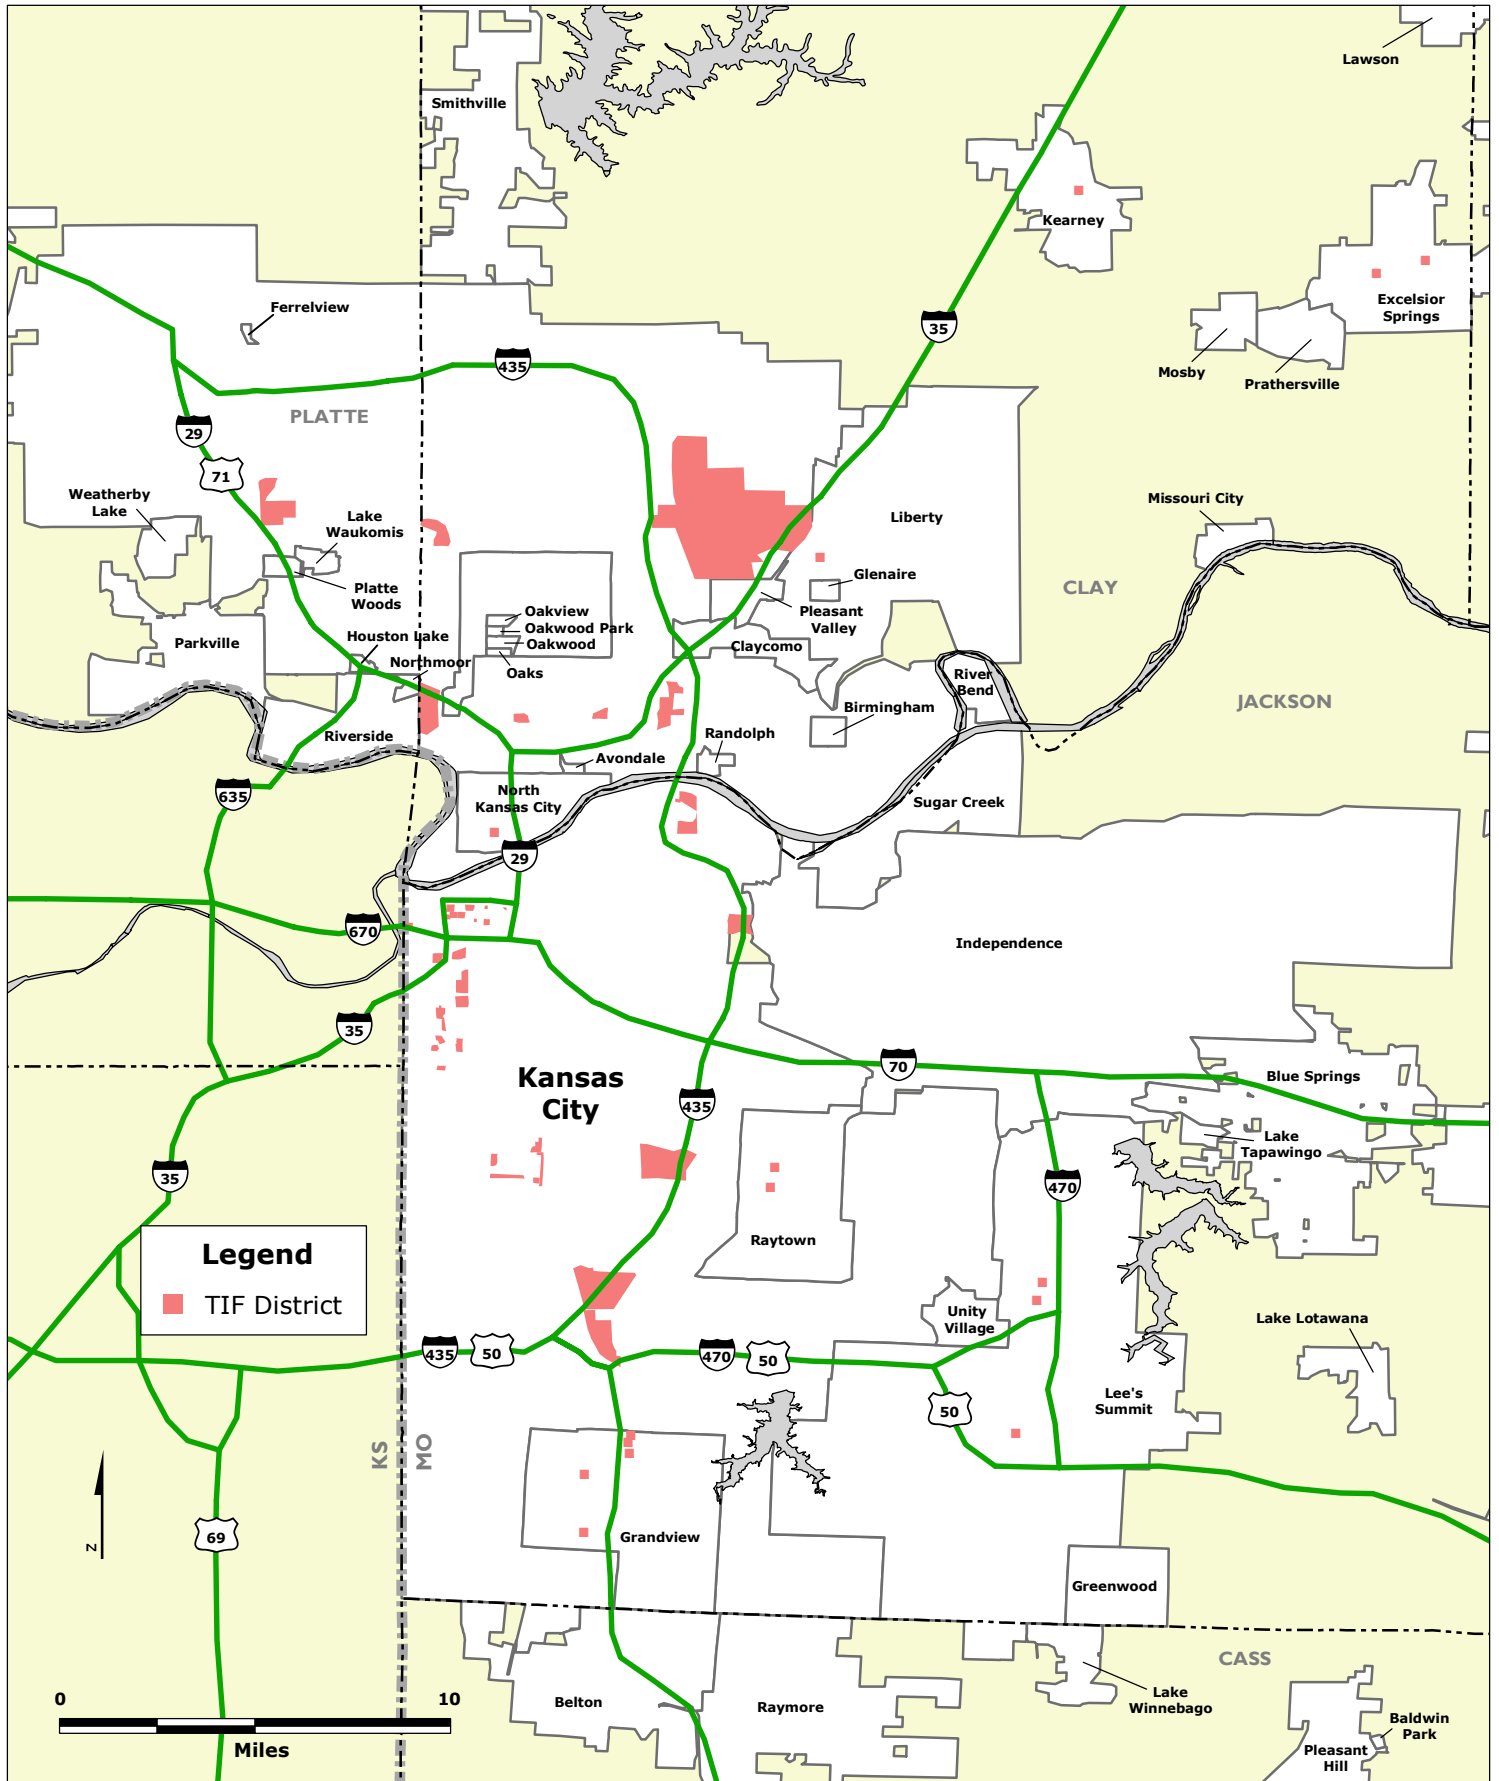 Lawson
Smithville
Kearney
Excelsior
Springs
Ferrelview
35
Mosby
Prathersville
435
PLATTE
29
71
Weatherby
Lake
Lake
Waukomis
Missouri City
Liberty
Glenaire
CLAY
Platte
Woods
Pleasant
Valley
Oakview
Oakwood Park
Oakwood
Oaks
Parkville
Houston Lake
Northmoor
Claycomo
River
Bend
JACKSON
Birmingham
Riverside
Randolph
Avondale
635
North
Kansas City
Sugar Creek
29
670
Independence
35
70
Kansas
City
Blue Springs
435
Lake
Tapawingo
35
470
Raytown
Legend
TIF District
Unity
Village
Lake Lotawana
435
50
470
50
Lee's
Summit
50
KS
MO
69
N
Grandview
Greenwood
CASS
0
10
Miles
Belton
Raymore
Lake
Winnebago
Baldwin
Park
Pleasant
Hill